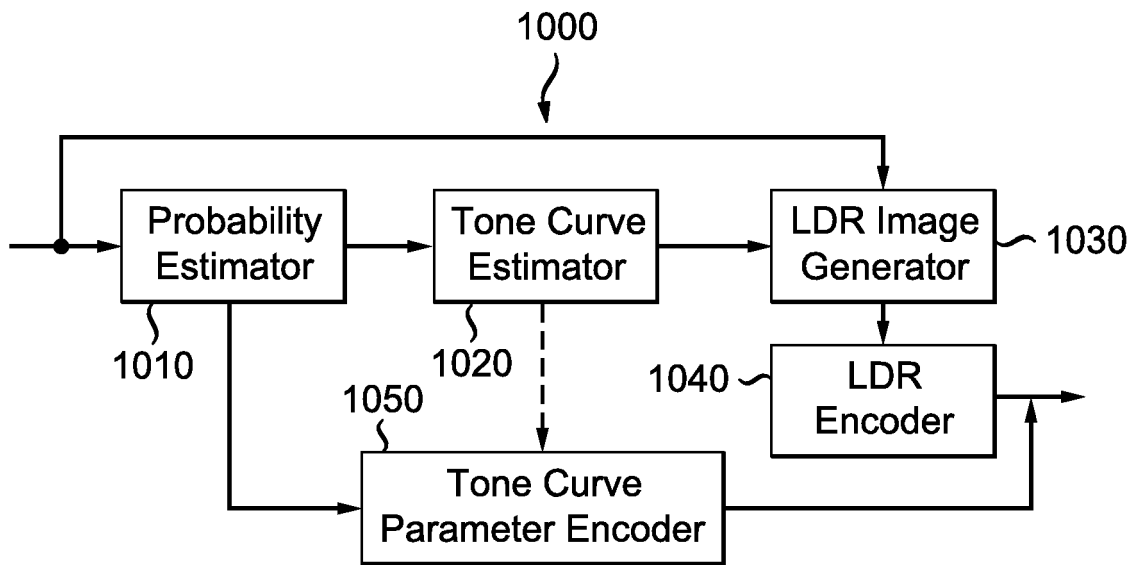 1000
Probability
Estimator
1010
Tone Curve
Estimator
1020
LDR Image
Generator
1030
1040
LDR
Encoder
1050
Tone Curve
Parameter Encoder